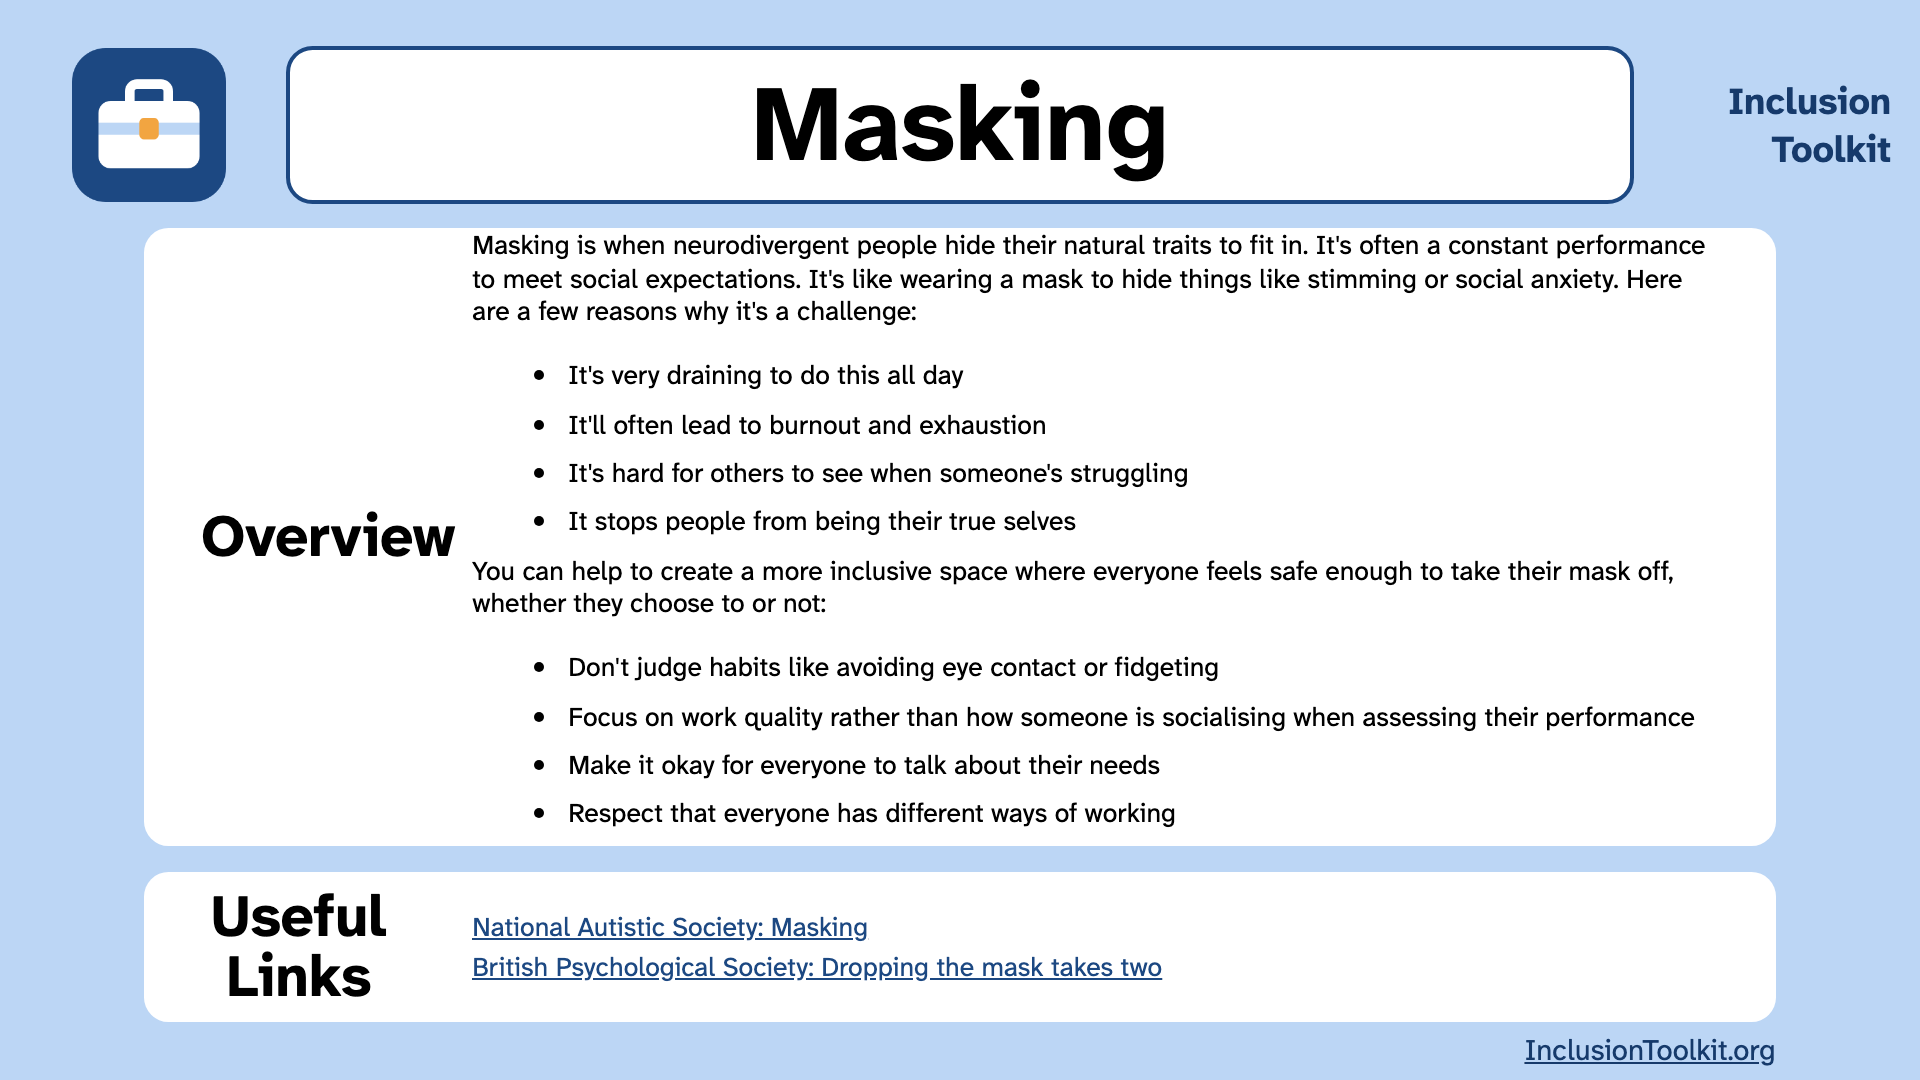 Masking
Inclusion
Toolkit
Overview
Masking is when neurodivergent people hide their natural traits to fit in. It's often a constant performance
to meet social expectations. It's like wearing a mask to hide things like stimming or social anxiety. Here
are a few reasons why it's a challenge:
• It's very draining to do this all day
• It'll often lead to burnout and exhaustion
• It's hard for others to see when someone's struggling
• It stops people from being their true selves
You can help to create a more inclusive space where everyone feels safe enough to take their mask off,
whether they choose to or not:
• Don't judge habits like avoiding eye contact or fidgeting
• Focus on work quality rather than how someone is socialising when assessing their performance
• Make it okay for everyone to talk about their needs
• Respect that everyone has different ways of working
Useful
Links
National Autistic Society: Masking
British Psychological Society: Dropping the mask takes two
InclusionToolkit.org